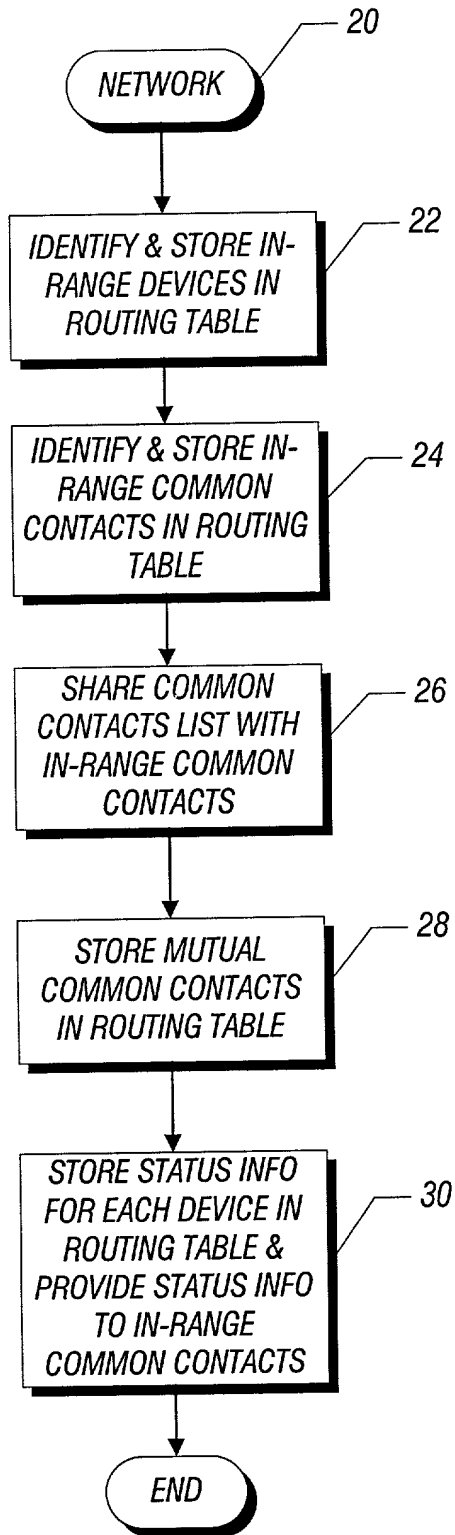 20
NETWORK
22
IDENTIFY & STORE IN-
RANGE DEVICES IN
ROUTING TABLE
24
IDENTIFY & STORE IN-
RANGE COMMON
CONTACTS IN ROUTING
TABLE
26
SHARE COMMON
CONTACTS LIST WITH
IN-RANGE COMMON
CONTACTS
28
STORE MUTUAL
COMMON CONTACTS
IN ROUTING TABLE
30
STORE STATUS INFO
FOR EACH DEVICE IN
ROUTING TABLE &
PROVIDE STATUS INFO
TO IN-RANGE
COMMON CONTACTS
END